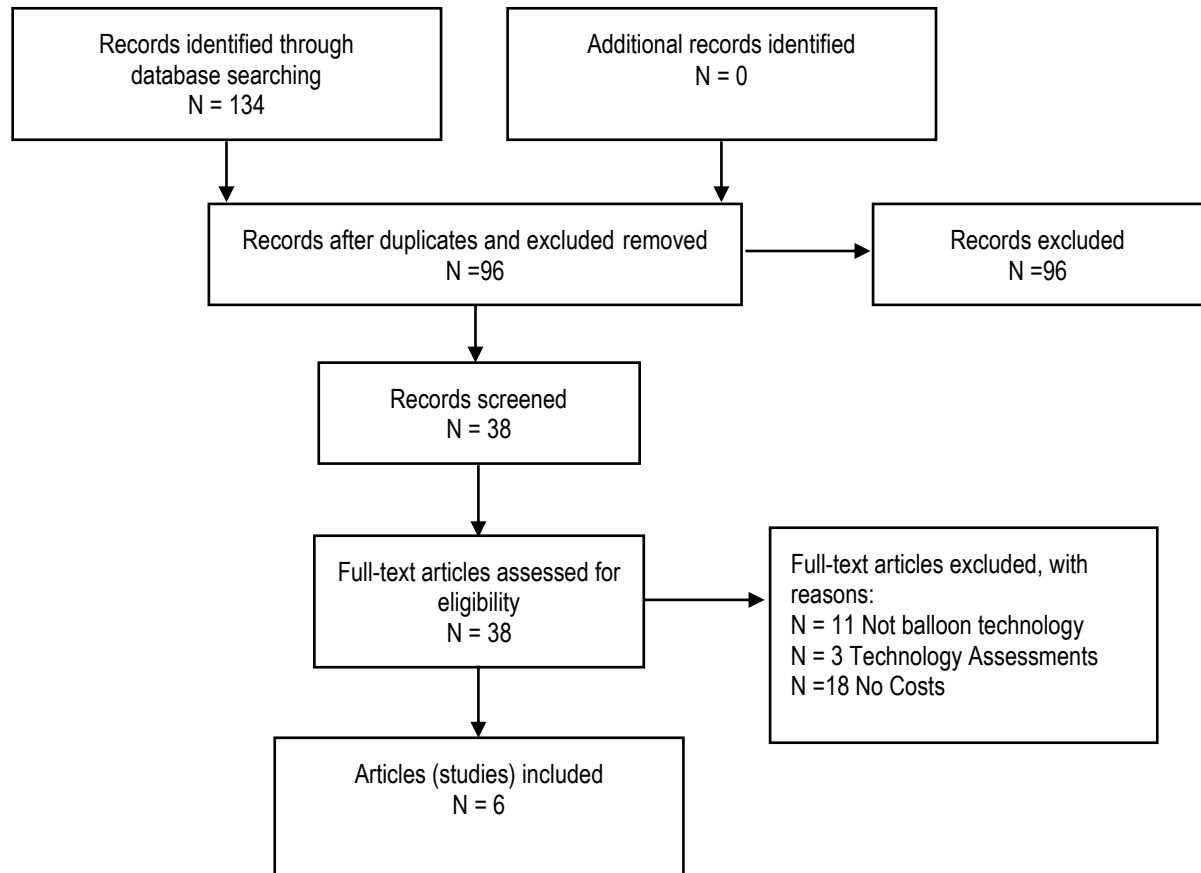 Records identified through
database searching
N = 134
Additional records identified
N = 0
Records after duplicates and excluded removed
N =96
Records excluded
N =96
Records screened
N = 38
Full-text articles assessed for
eligibility
N = 38
Full-text articles excluded, with
reasons:
N = 11 Not balloon technology
N = 3 Technology Assessments
N =18 No Costs
Articles (studies) included
N = 6